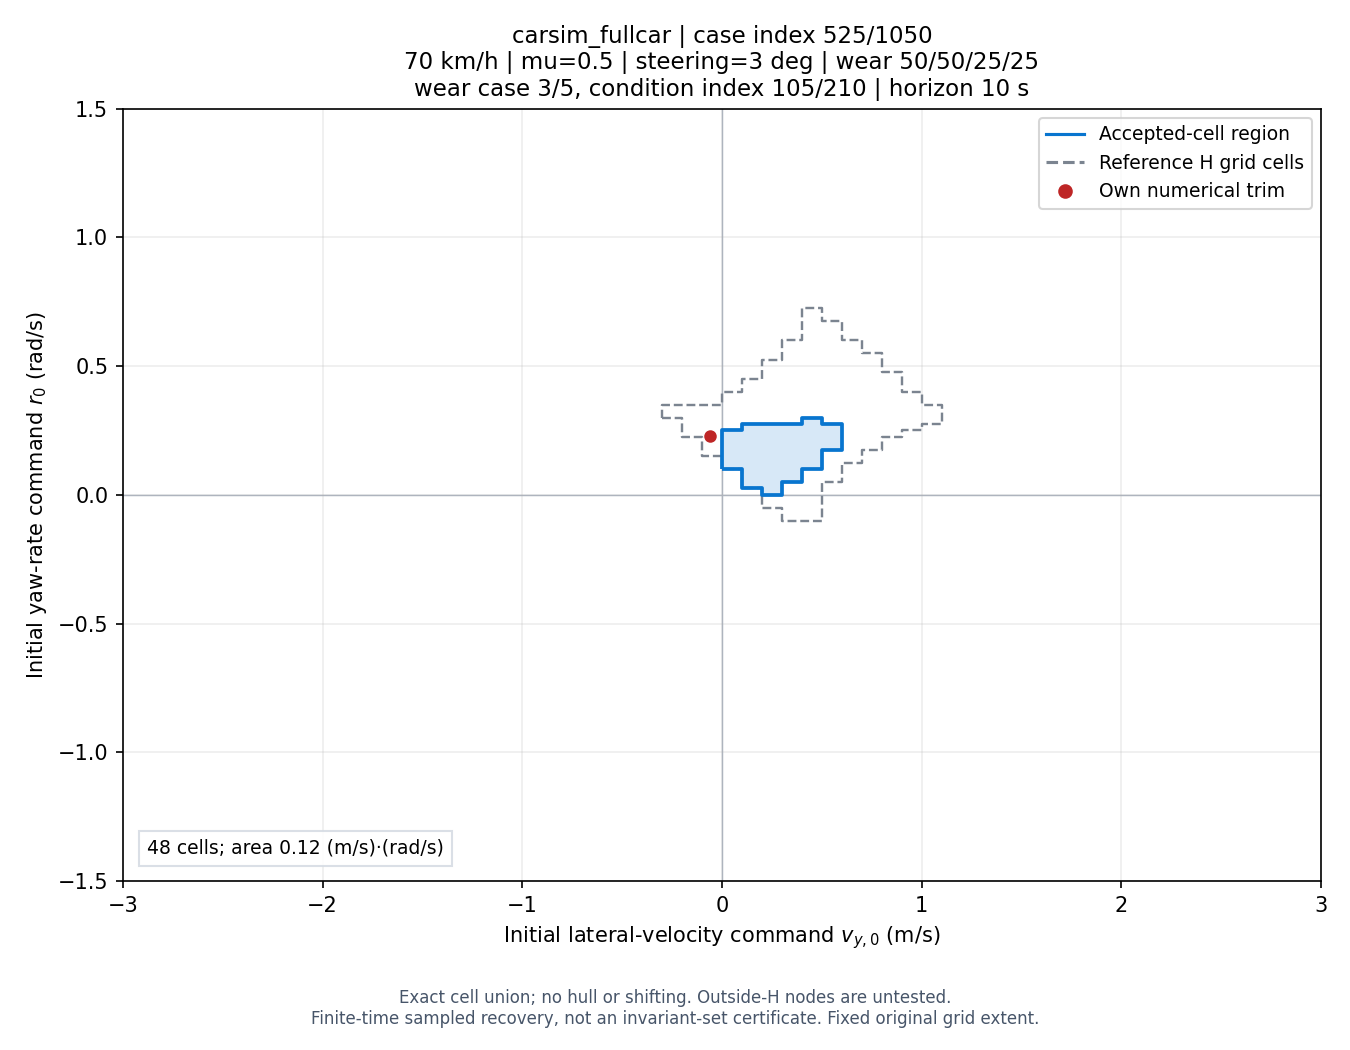 carsim_fullcar | case index 525/1050
70 km/h | mu=0.5 | steering=3 deg | wear 50/50/25/25
wear case 3/5, condition index 105/210 | horizon 10 s
Accepted-cell region
Reference H grid cells
Own numerical trim
1.5
1.0
0.5
0.0
−0.5
−1.0
−1.5
Initial yaw-rate command r0 (rad/s)
48 cells; area 0.12 (m/s)·(rad/s)
−3
−2
−1
0
1
2
3
Initial lateral-velocity command vy,0 (m/s)
Exact cell union; no hull or shifting. Outside-H nodes are untested.
Finite-time sampled recovery, not an invariant-set certificate. Fixed original grid extent.